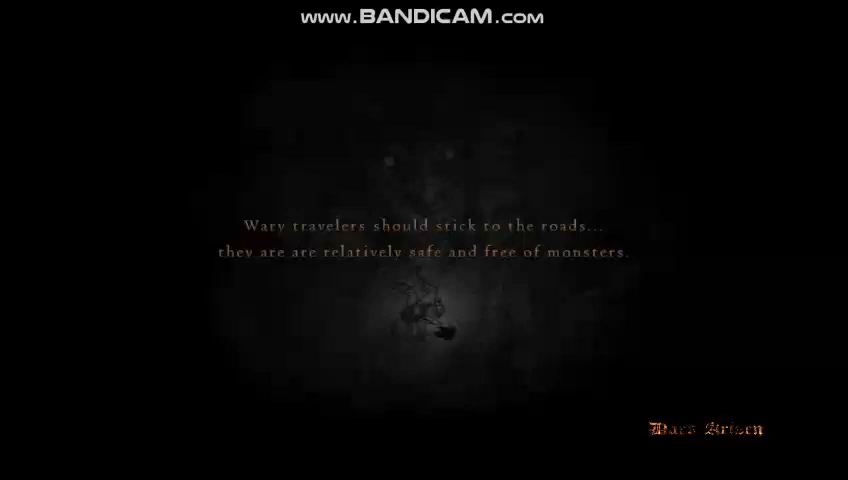 www.BANDICAM.com
Wary travelers should stick to the roads...
they are are relatively safe and free of monsters.
Arisen